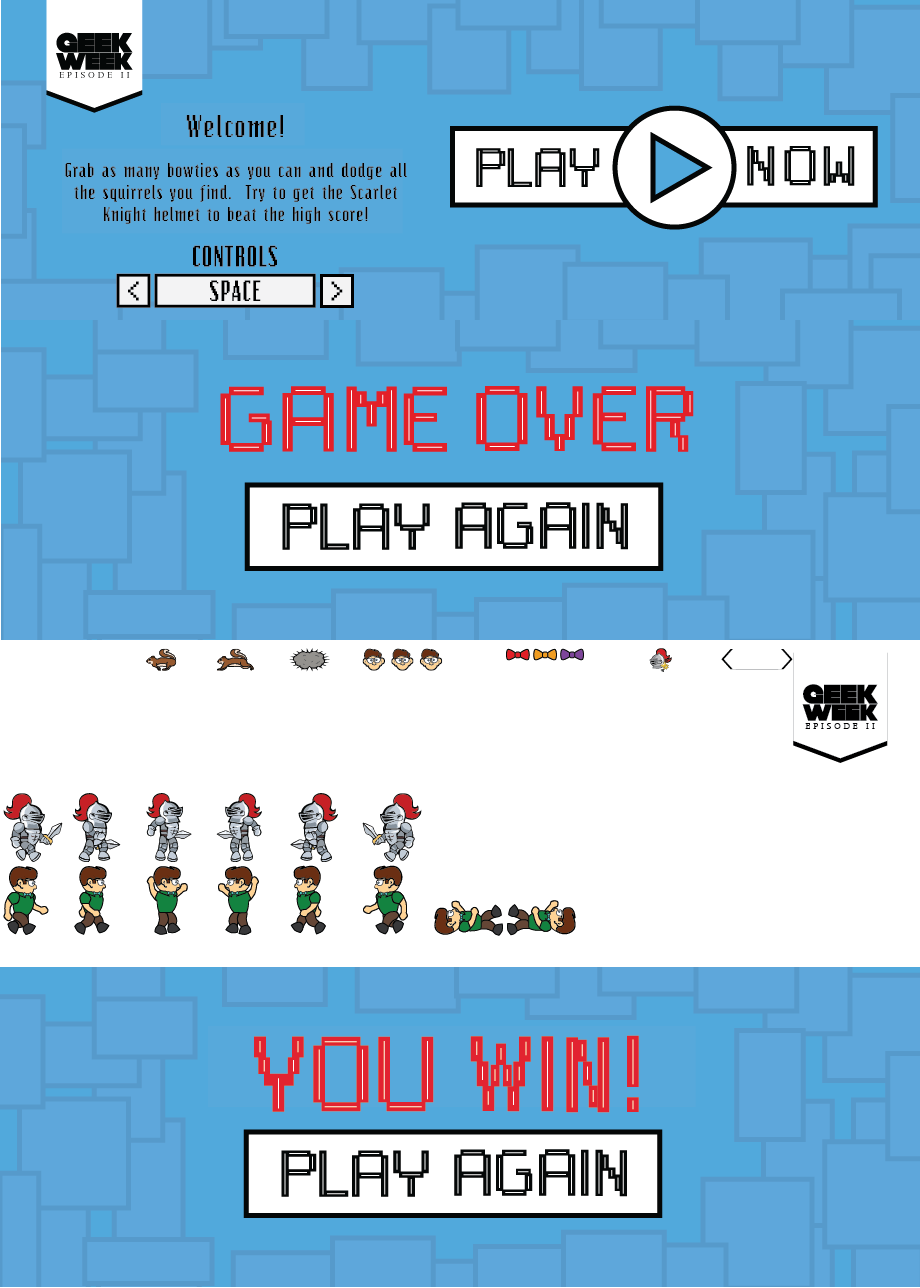 GEEK
WEEK
EPISODE II
Welcome!
Grab as many bowties as you can and dodge all
the squirrels you find. Try to get the Scarlet
Knight helmet to beat the high score!
CONTROLS
< SPACE >
PLAY NOW
GAME OVER
PLAY AGAIN
GEEK
WEEK
EPISODE II
YOU WIN!
PLAY AGAIN